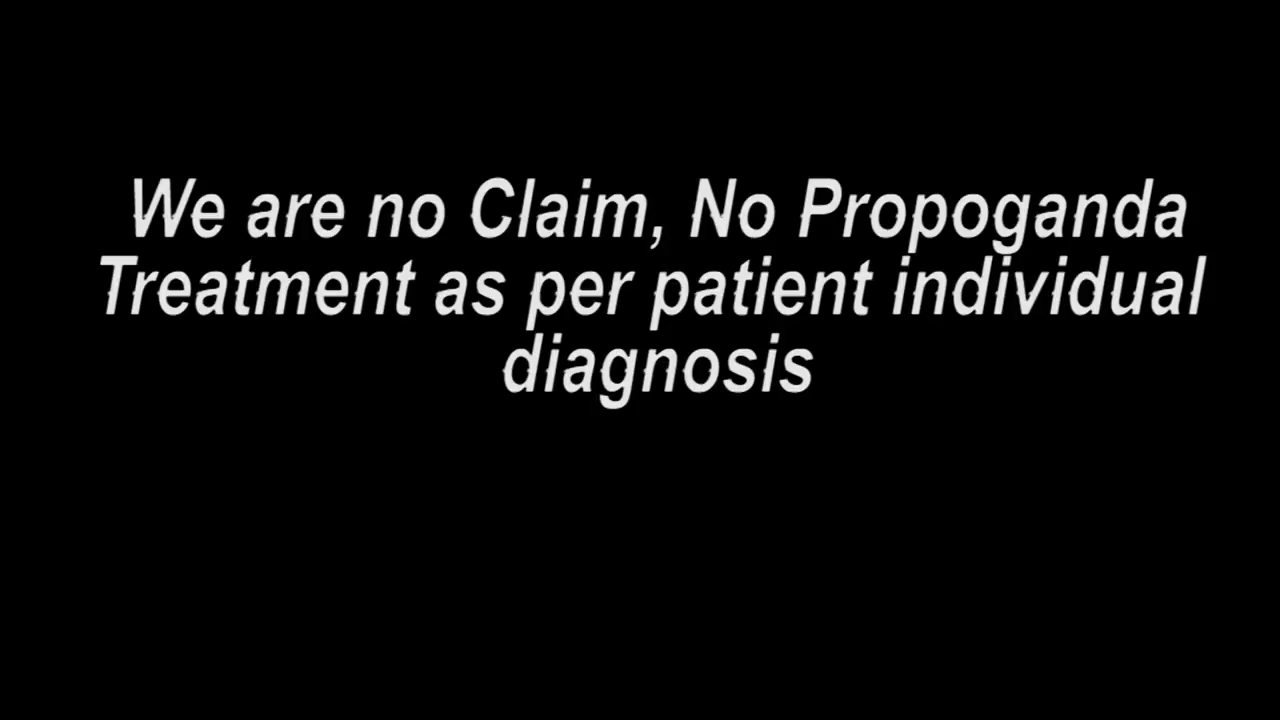 We are no Claim, No Propoganda
Treatment as per patient individual
diagnosis